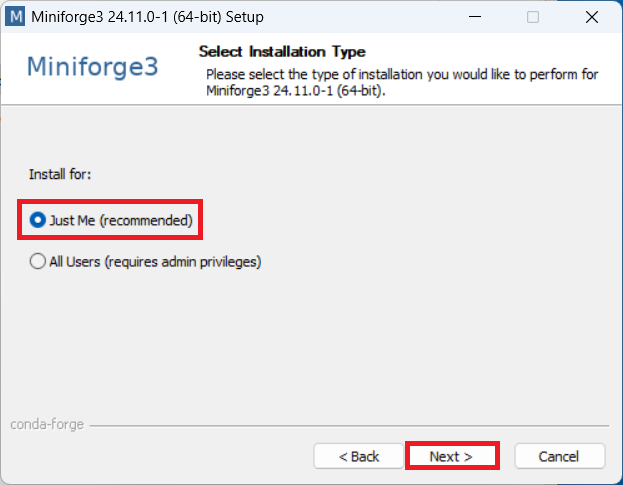 Miniforge3 24.11.0-1 (64-bit) Setup
Miniforge3
Select Installation Type
Please select the type of installation you would like to perform for
Miniforge3 24.11.0-1 (64-bit).
Install for:
Just Me (recommended)
All Users (requires admin privileges)
conda-forge
< Back
Next >
Cancel